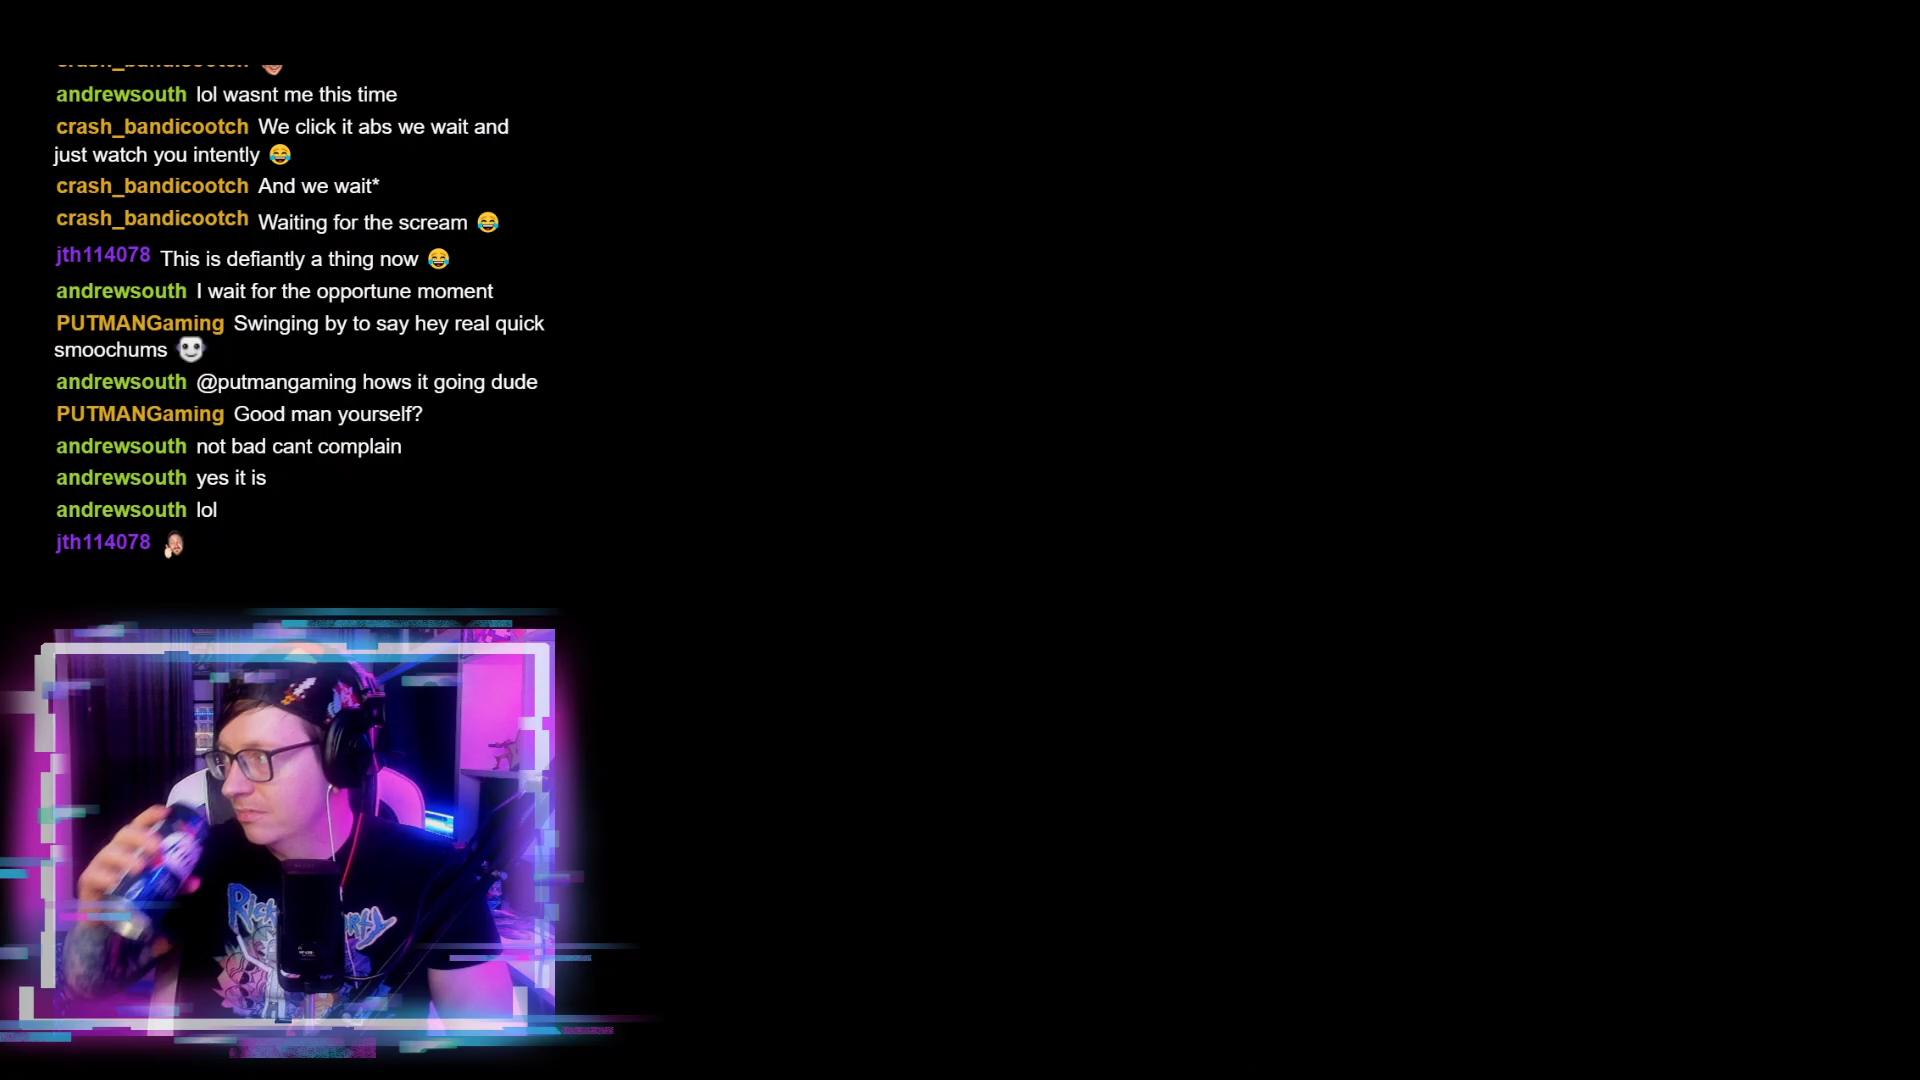 crash_bandicootch
andrewsouth lol wasnt me this time
crash_bandicootch We click it abs we wait and
just watch you intently 😂
crash_bandicootch And we wait*
crash_bandicootch Waiting for the scream 😂
jth114078 This is defiantly a thing now 😂
andrewsouth I wait for the opportune moment
PUTMANGaming Swinging by to say hey real quick
smoochums
andrewsouth @putmangaming hows it going dude
PUTMANGaming Good man yourself?
andrewsouth not bad cant complain
andrewsouth yes it is
andrewsouth lol
jth114078